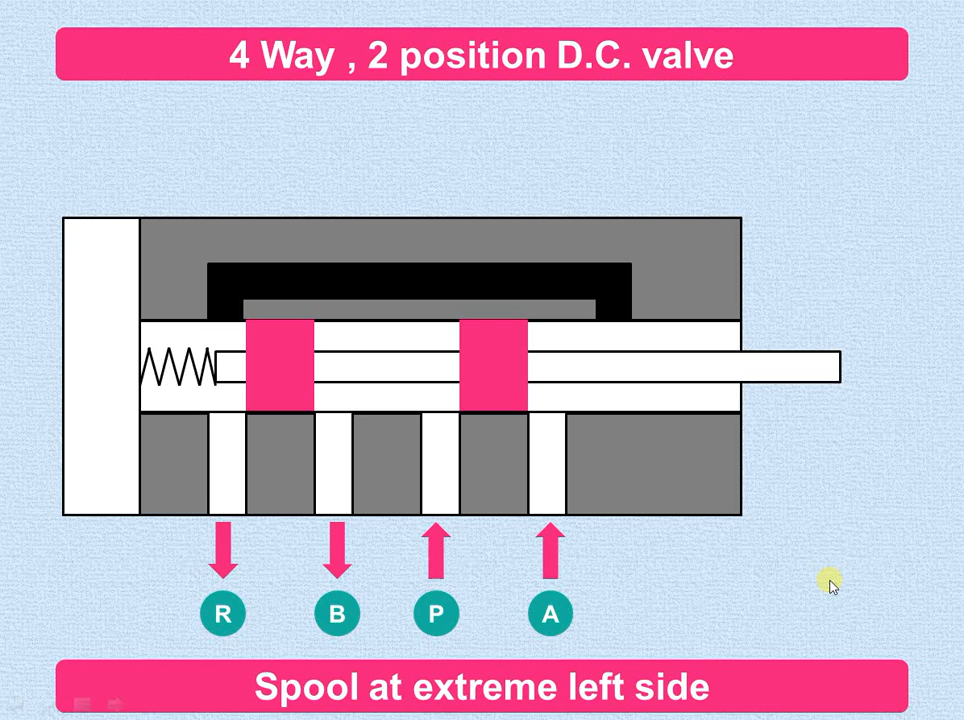 4 Way , 2 position D.C. valve
R B P A
Spool at extreme left side